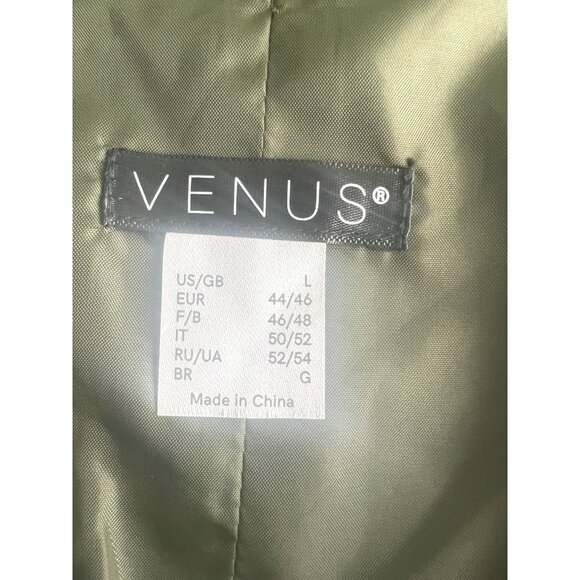 VENUS®
US/GB L
EUR 44/46
F/B 46/48
IT 50/52
RU/UA 52/54
BR G
Made in China